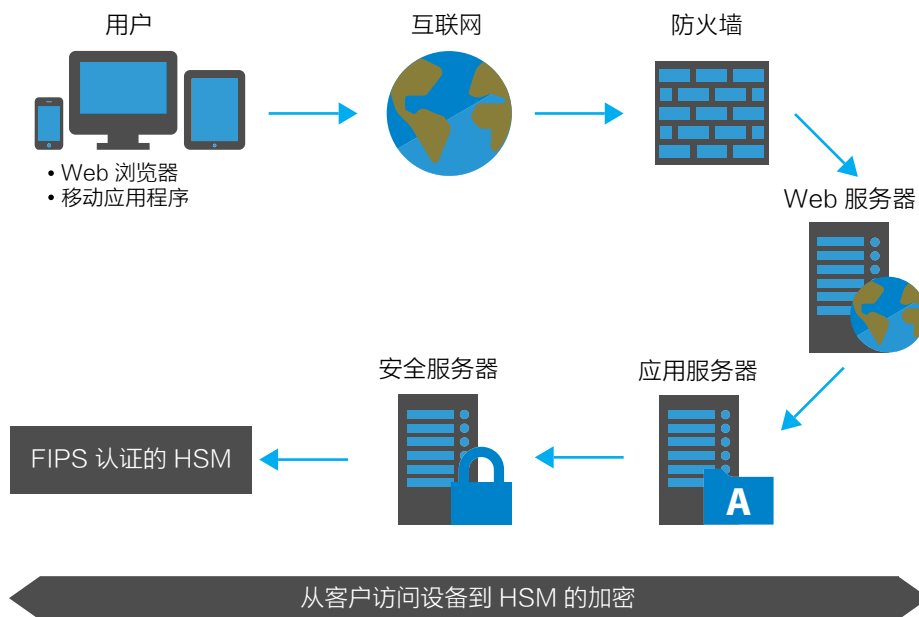 用户
互联网
防火墙
• Web 浏览器
• 移动应用程序
Web 服务器
安全服务器
应用服务器
FIPS 认证的 HSM
A
从客户访问设备到 HSM 的加密